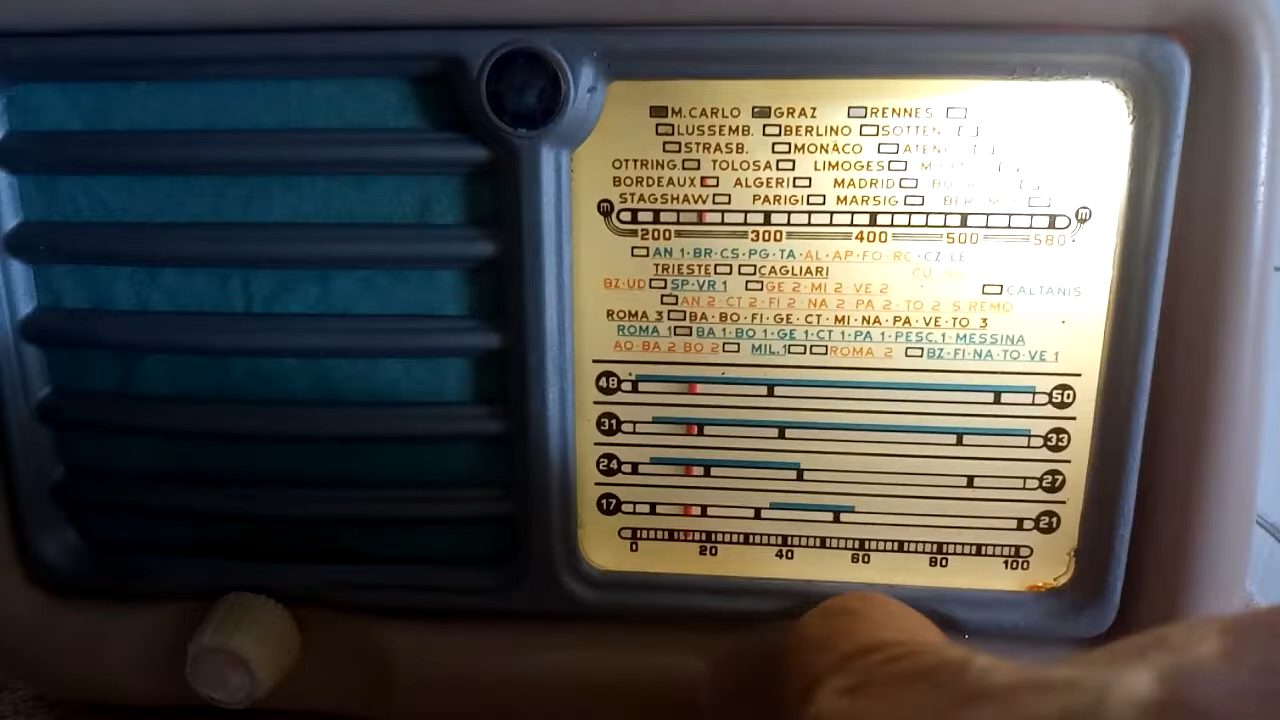 M.CARLO GRAZ RENNES
LUSSEMB. BERLINO SOTTEN
STRASB. MONACO ATEN
OTTRING. TOLOSA LIMOGES
BORDEAUX ALGERI MADRID
STAGSHAW PARIGI MARSIG
m m
200 300 400 500 580
AN 1·BR·CS·PG·TA·AL·AP·FO·RC·CZ LE
TRIESTE CAGLIARI
BZ·UD SP·VR 1 GE 2·MI 2·VE 2 CALTANIS
AN 2·CT 2·FI 2·NA 2·PA 2·TO 2 S REMO
ROMA 3 BA·BO·FI·GE·CT·MI·NA·PA·VE·TO 3
ROMA 1 BA 1·BO 1·GE 1·CT 1·PA 1·PESC.1·MESSINA
AO·BA 2 BO 2 MIL.1 ROMA 2 BZ·FI·NA·TO·VE 1
48 50
31 33
24 27
17 21
0 20 40 60 80 100